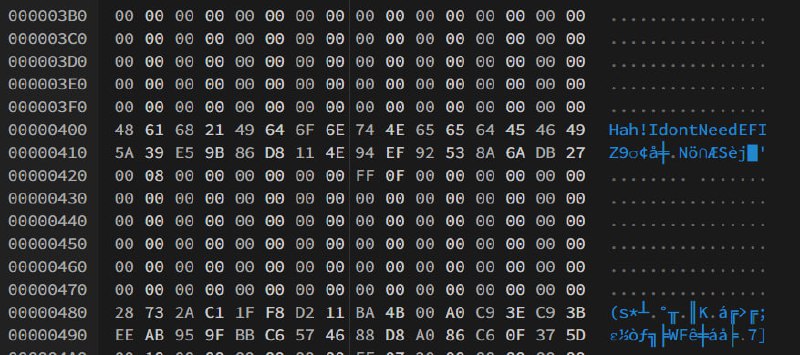 000003B0 00 00 00 00 00 00 00 00 00 00 00 00 00 00 00 00 ................
000003C0 00 00 00 00 00 00 00 00 00 00 00 00 00 00 00 00 ................
000003D0 00 00 00 00 00 00 00 00 00 00 00 00 00 00 00 00 ................
000003E0 00 00 00 00 00 00 00 00 00 00 00 00 00 00 00 00 ................
000003F0 00 00 00 00 00 00 00 00 00 00 00 00 00 00 00 00 ................
00000400 48 61 68 21 49 64 6F 6E 74 4E 65 65 64 45 46 49 Hah!IdontNeedEFI
00000410 5A 39 E5 9B 86 D8 11 4E 94 EF 92 53 8A 6A DB 27 Z9σ¢å╪.Nö∩ÆSèj█'
00000420 00 08 00 00 00 00 00 00 FF 0F 00 00 00 00 00 00 ........ .......
00000430 00 00 00 00 00 00 00 00 00 00 00 00 00 00 00 00 ................
00000440 00 00 00 00 00 00 00 00 00 00 00 00 00 00 00 00 ................
00000450 00 00 00 00 00 00 00 00 00 00 00 00 00 00 00 00 ................
00000460 00 00 00 00 00 00 00 00 00 00 00 00 00 00 00 00 ................
00000470 00 00 00 00 00 00 00 00 00 00 00 00 00 00 00 00 ................
00000480 28 73 2A C1 1F F8 D2 11 BA 4B 00 A0 C9 3E C9 3B (s*┴.°╥.║K.á╔>╔;
00000490 EE AB 95 9F BB C6 57 46 88 D8 A0 86 C6 0F 37 5D ε½òƒ╗╞WFê╪áå╞.7]